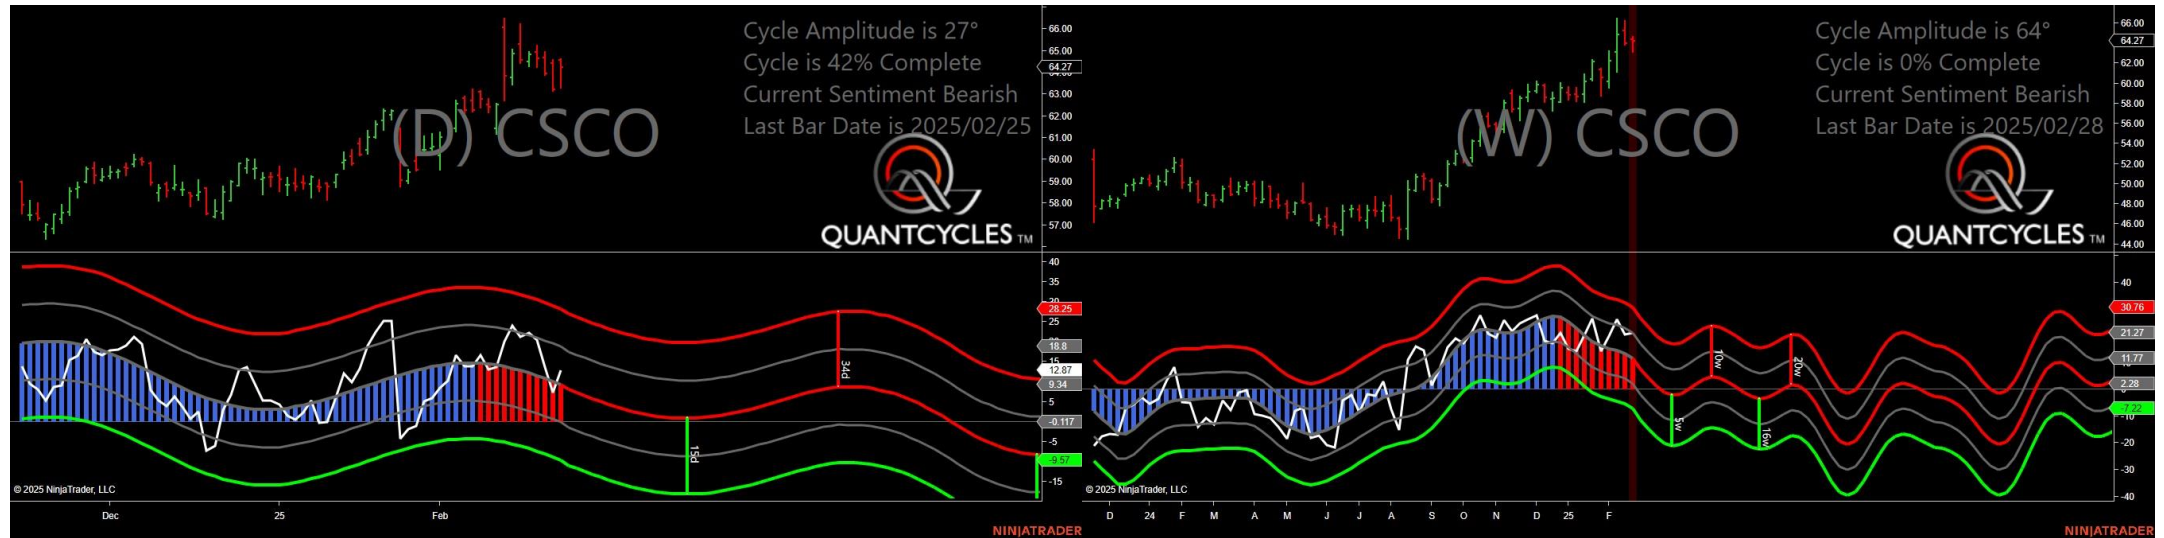 Cycle Amplitude is 27°
Cycle is 42% Complete
Current Sentiment Bearish
Last Bar Date is 2025/02/25
(D) CSCO
QUANTCYCLES TM
66.00
65.00
64.27
63.00
62.00
61.00
60.00
59.00
58.00
57.00
40
35
28.25
25
18.8
15
12.87
9.34
5
-0.117
-5
-9.57
-15
34d
15d
© 2025 NinjaTrader, LLC
Dec
25
Feb
NINJATRADER
Cycle Amplitude is 64°
Cycle is 0% Complete
Current Sentiment Bearish
Last Bar Date is 2025/02/28
(W) CSCO
QUANTCYCLES TM
66.00
64.27
62.00
60.00
58.00
56.00
54.00
52.00
50.00
48.00
46.00
44.00
40
30.76
21.27
11.77
2.28
-7.22
-20
-30
-40
10w
20w
5w
16w
© 2025 NinjaTrader, LLC
D
24
F
M
A
M
J
J
A
S
O
N
D
25
F
NINJATRADER